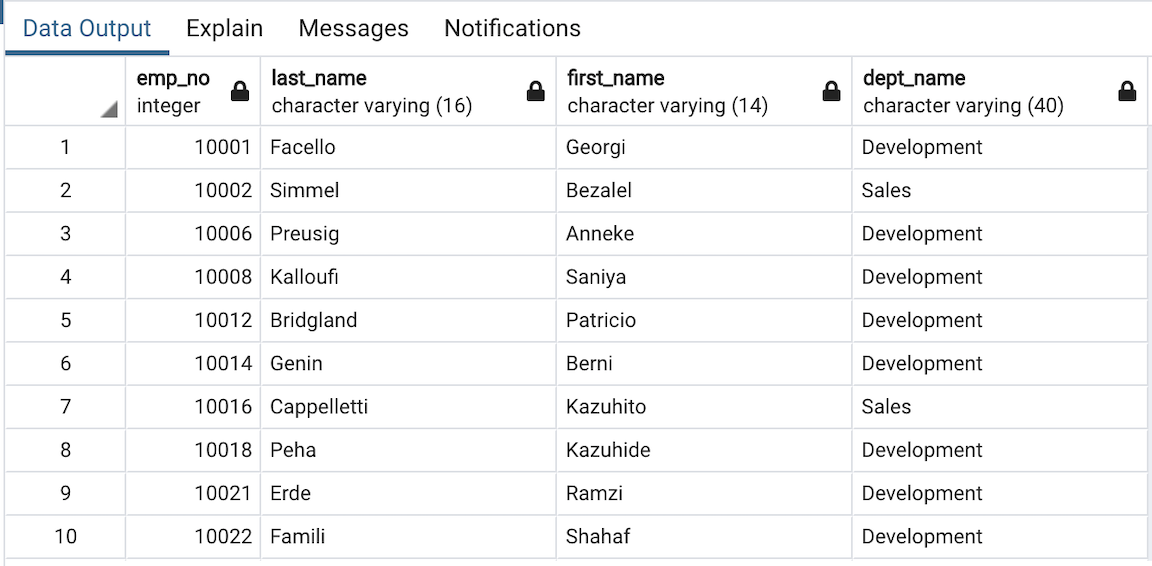 Data Output Explain Messages Notifications
emp_no last_name first_name dept_name
integer character varying (16) character varying (14) character varying (40)
1 10001 Facello Georgi Development
2 10002 Simmel Bezalel Sales
3 10006 Preusig Anneke Development
4 10008 Kalloufi Saniya Development
5 10012 Bridgland Patricio Development
6 10014 Genin Berni Development
7 10016 Cappelletti Kazuhito Sales
8 10018 Peha Kazuhide Development
9 10021 Erde Ramzi Development
10 10022 Famili Shahaf Development